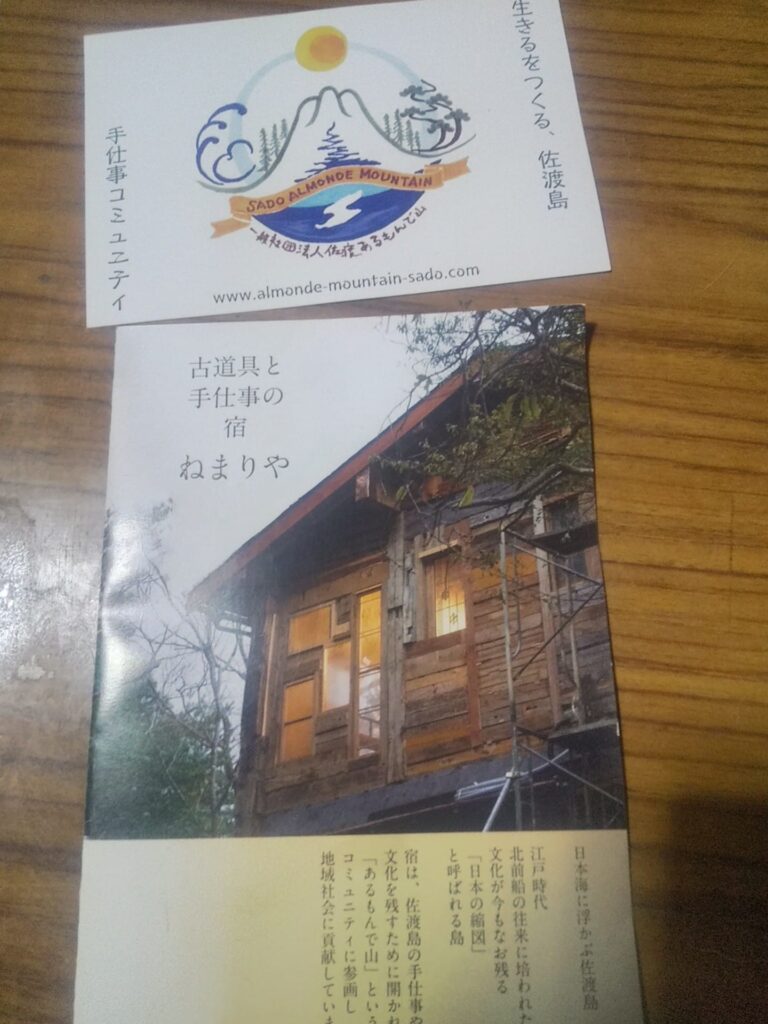 生きるをつくる、佐渡島
手仕事コミュニティ
SADO ALMONDE MOUNTAIN
一般社団法人佐渡あるもんで山
www.almonde-mountain-sado.com
古道具と
手仕事の
宿
ねまりや
日本海に浮かぶ佐渡島
江戸時代
北前船の往来に培われた
文化が今もなお残る
「日本の縮図」
と呼ばれる島
宿は、佐渡島の手仕事や
文化を残すために開かれ
「あるもんで山」という
コミュニティに参画し
地域社会に貢献していま